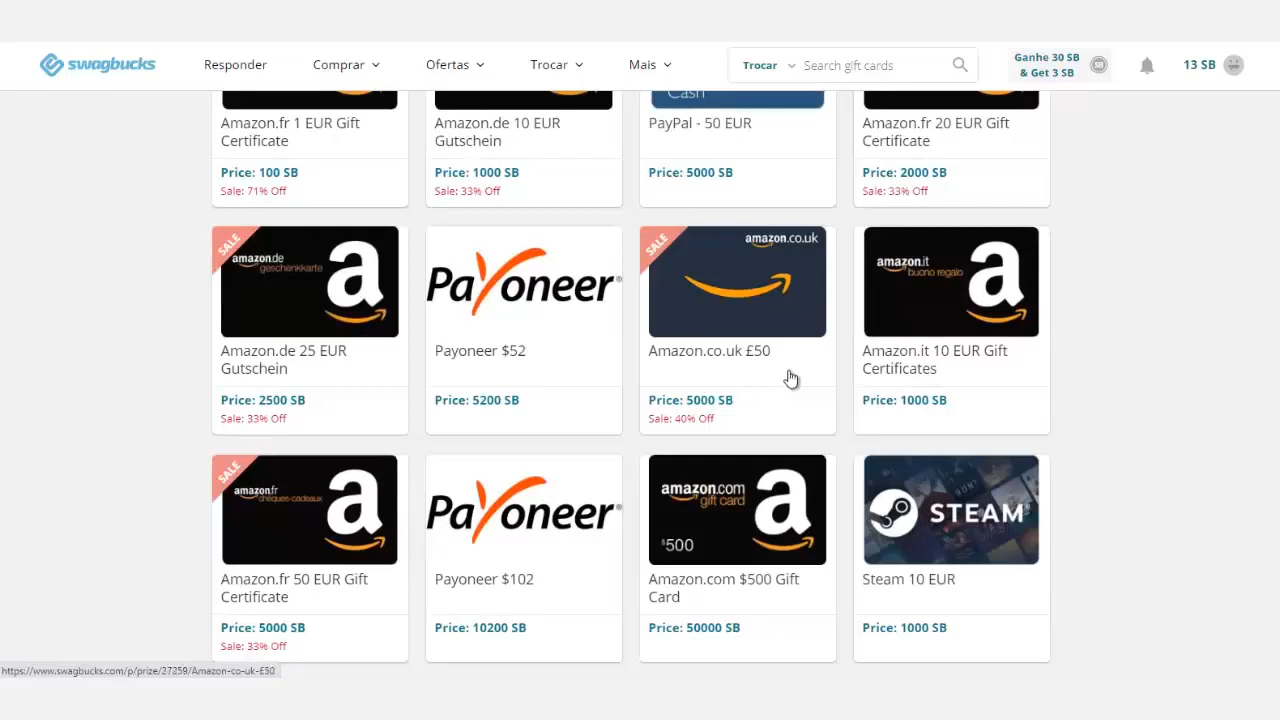 swagbucks
Responder
Comprar
Ofertas
Trocar
Mais
Trocar
Search gift cards
Ganhe 30 SB
& Get 3 SB
SB
13 SB
Cash
Amazon.fr 1 EUR Gift
Certificate
Price: 100 SB
Sale: 71% Off
Amazon.de 10 EUR
Gutschein
Price: 1000 SB
Sale: 33% Off
PayPal - 50 EUR
Price: 5000 SB
Amazon.fr 20 EUR Gift
Certificate
Price: 2000 SB
Sale: 33% Off
SALE
amazon.de
geschenkkarte
a
Amazon.de 25 EUR
Gutschein
Price: 2500 SB
Sale: 33% Off
Payoneer®
Payoneer $52
Price: 5200 SB
SALE
amazon.co.uk
Amazon.co.uk £50
Price: 5000 SB
Sale: 40% Off
amazon.it
buono regalo
a
Amazon.it 10 EUR Gift
Certificates
Price: 1000 SB
SALE
amazon.fr
chèques-cadeaux
a
Amazon.fr 50 EUR Gift
Certificate
Price: 5000 SB
Sale: 33% Off
Payoneer®
Payoneer $102
Price: 10200 SB
amazon.com
gift card
a
$500
Amazon.com $500 Gift
Card
Price: 50000 SB
STEAM
Steam 10 EUR
Price: 1000 SB
https://www.swagbucks.com/p/prize/27259/Amazon-co-uk-£50